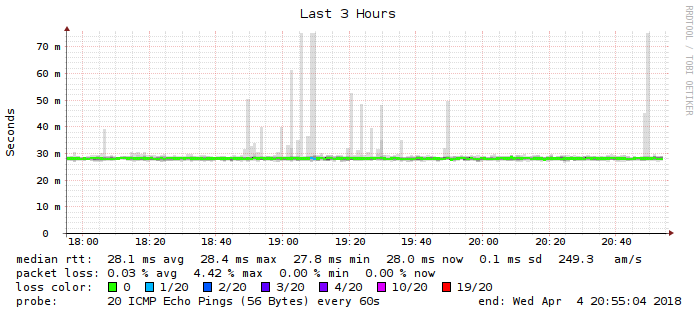 Last 3 Hours
RRDTOOL / TOBI OETIKER
Seconds
70 m
60 m
50 m
40 m
30 m
20 m
10 m
0
18:00 18:20 18:40 19:00 19:20 19:40 20:00 20:20 20:40
median rtt: 28.1 ms avg 28.4 ms max 27.8 ms min 28.0 ms now 0.1 ms sd 249.3 am/s
packet loss: 0.03 % avg 4.42 % max 0.00 % min 0.00 % now
loss color: 0 1/20 2/20 3/20 4/20 10/20 19/20
probe: 20 ICMP Echo Pings (56 Bytes) every 60s end: Wed Apr 4 20:55:04 2018